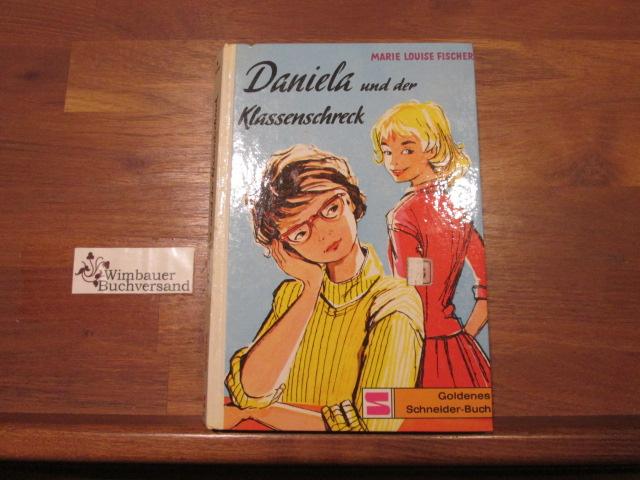 MARIE LOUISE FISCHER
Daniela und der
Klassenschreck
Wimbauer
Buchversand
Goldenes
Schneider-Buch